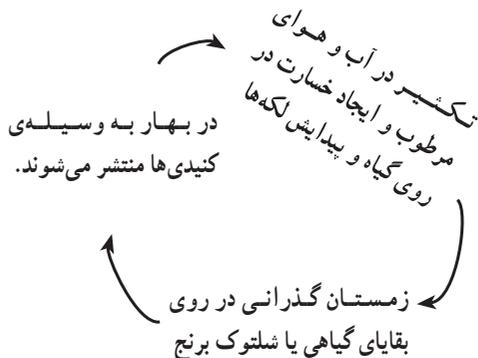 تکثیر در آب و هوای
مرطوب و ایجاد خسارت در
روی گیاه و پیدایش لکه‌ها
در بهار به وسیله‌ی
کنیدی‌ها منتشر می‌شوند.
زمستان گذرانی در روی
بقایای گیاهی یا شلتوک برنج